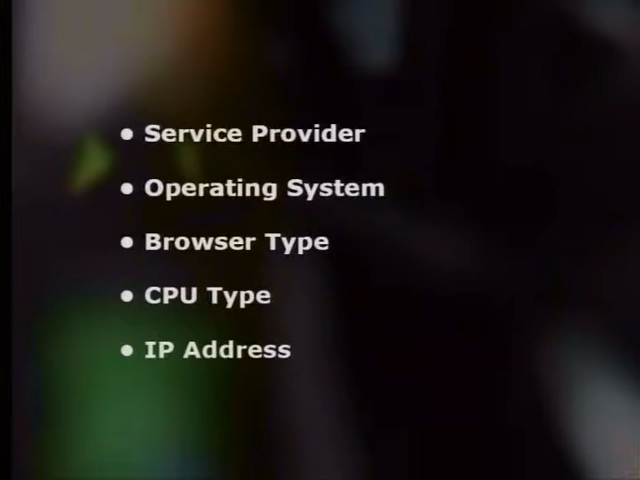 • Service Provider
• Operating System
• Browser Type
• CPU Type
• IP Address